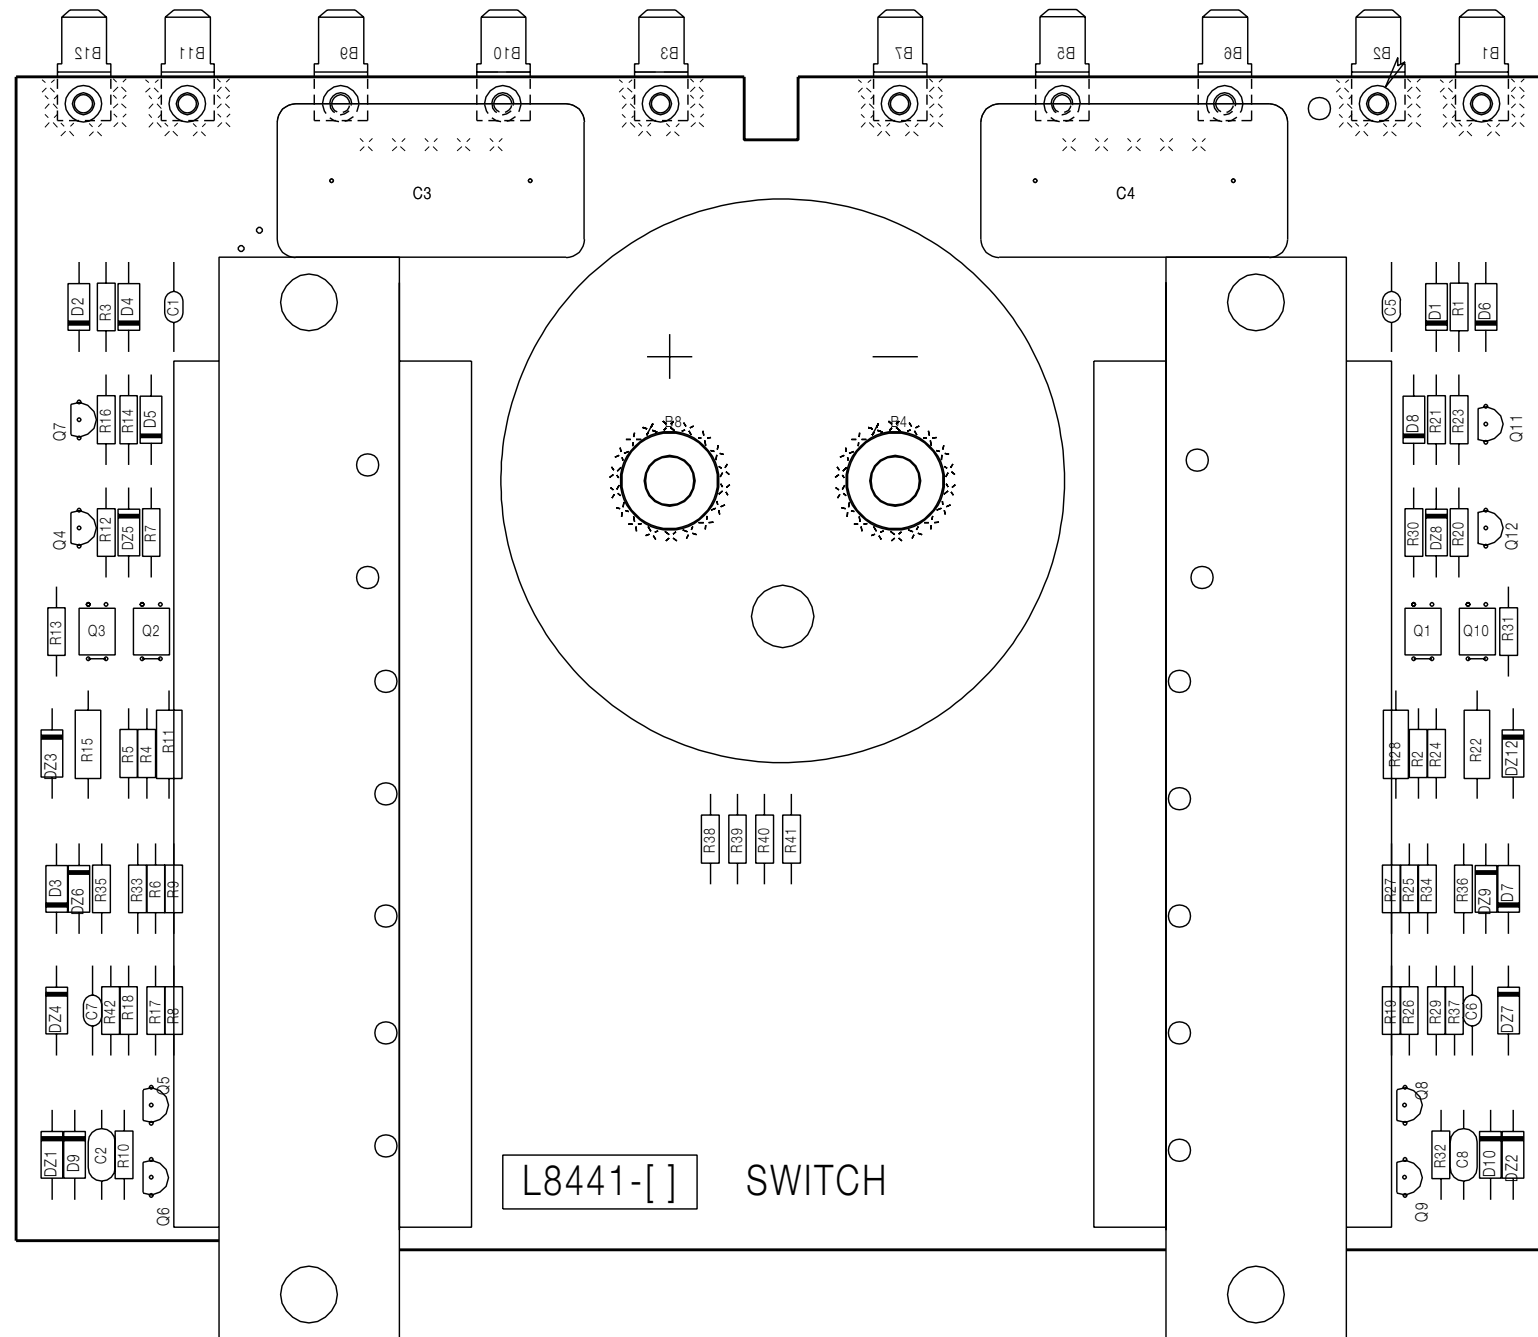 B12 B11 B9 B10 B3 B7 B5 B6 B2 B1
C3 C4
D2 R3 D4 C1 C5 D1 R1 D6
+ −
Q7 R16 R14 D5 D8 R21 R23 Q11
Q4 R12 DZ5 R7 R30 DZ8 R20 Q12
R13 Q3 Q2 Q1 Q10 R31
DZ3 R15 R5 R4 R11 R28 R2 R24 R22 DZ12
R38 R39 R40 R41
D3 DZ6 R35 R33 R6 R9 R27 R25 R34 R36 DZ9 D7
DZ4 C7 R42 R18 R17 R8 R19 R26 R29 R37 C6 DZ7
Q5 Q8
DZ1 D9 C2 R10 R32 C8 D10 DZ2
L8441-[ ] SWITCH
Q6 Q9